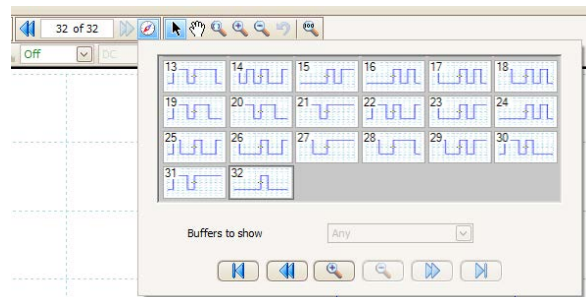 32 of 32
Off DC
13 14 15 16 17 18
19 20 21 22 23 24
25 26 27 28 29 30
31 32
Buffers to show Any